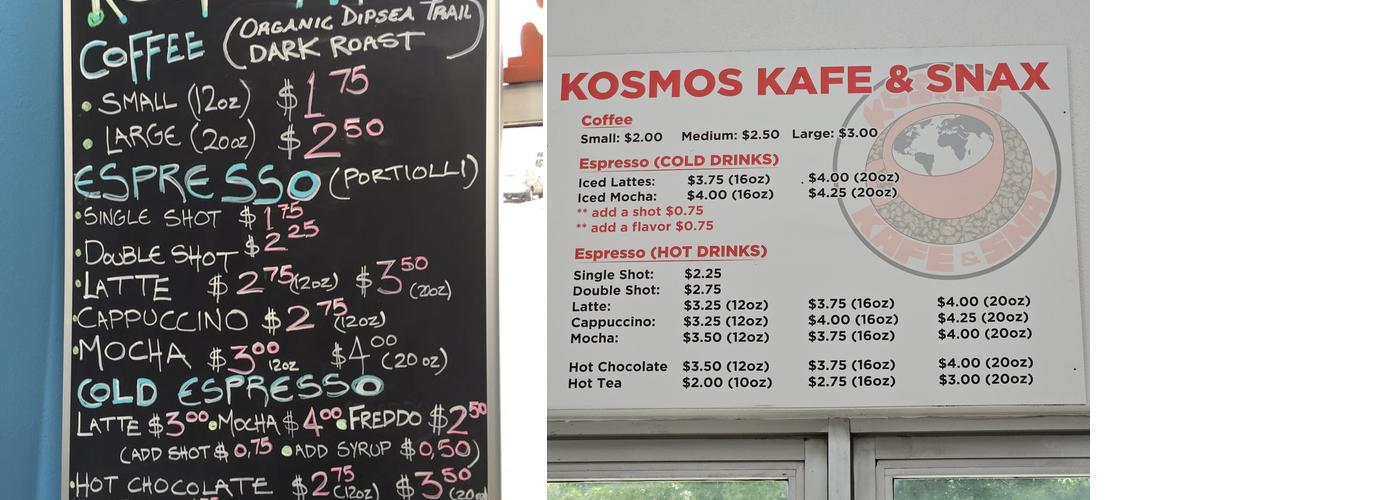 COFFEE (ORGANIC DIPSEA TRAIL
DARK ROAST)
• SMALL (12oz) $1 75
• LARGE (20oz) $2 50
ESPRESSO (PORTIOLLI)
• SINGLE SHOT $1 75
• DOUBLE SHOT $2 25
• LATTE $2 75 (12oz) $3 50 (20oz)
• CAPPUCCINO $2 75 (12oz)
• MOCHA $3 00 12oz $4 00 (20oz)
COLD ESPRESSO
LATTE $3 00 • MOCHA $4 00 • FREDDO $2 50
(ADD SHOT $0,75 • ADD SYRUP $0,50)
• HOT CHOCOLATE $2 75 (12oz) $3 50 (20oz
KOSMOS KAFE & SNAX
Coffee
Small: $2.00 Medium: $2.50 Large: $3.00
Espresso (COLD DRINKS)
Iced Lattes: $3.75 (16oz) $4.00 (20oz)
Iced Mocha: $4.00 (16oz) $4.25 (20oz)
** add a shot $0.75
** add a flavor $0.75
Espresso (HOT DRINKS)
Single Shot: $2.25
Double Shot: $2.75
Latte: $3.25 (12oz) $3.75 (16oz) $4.00 (20oz)
Cappuccino: $3.25 (12oz) $4.00 (16oz) $4.25 (20oz)
Mocha: $3.50 (12oz) $3.75 (16oz) $4.00 (20oz)
Hot Chocolate $3.50 (12oz) $3.75 (16oz) $4.00 (20oz)
Hot Tea $2.00 (10oz) $2.75 (16oz) $3.00 (20oz)
KOSMOS
KAFE & SNAX